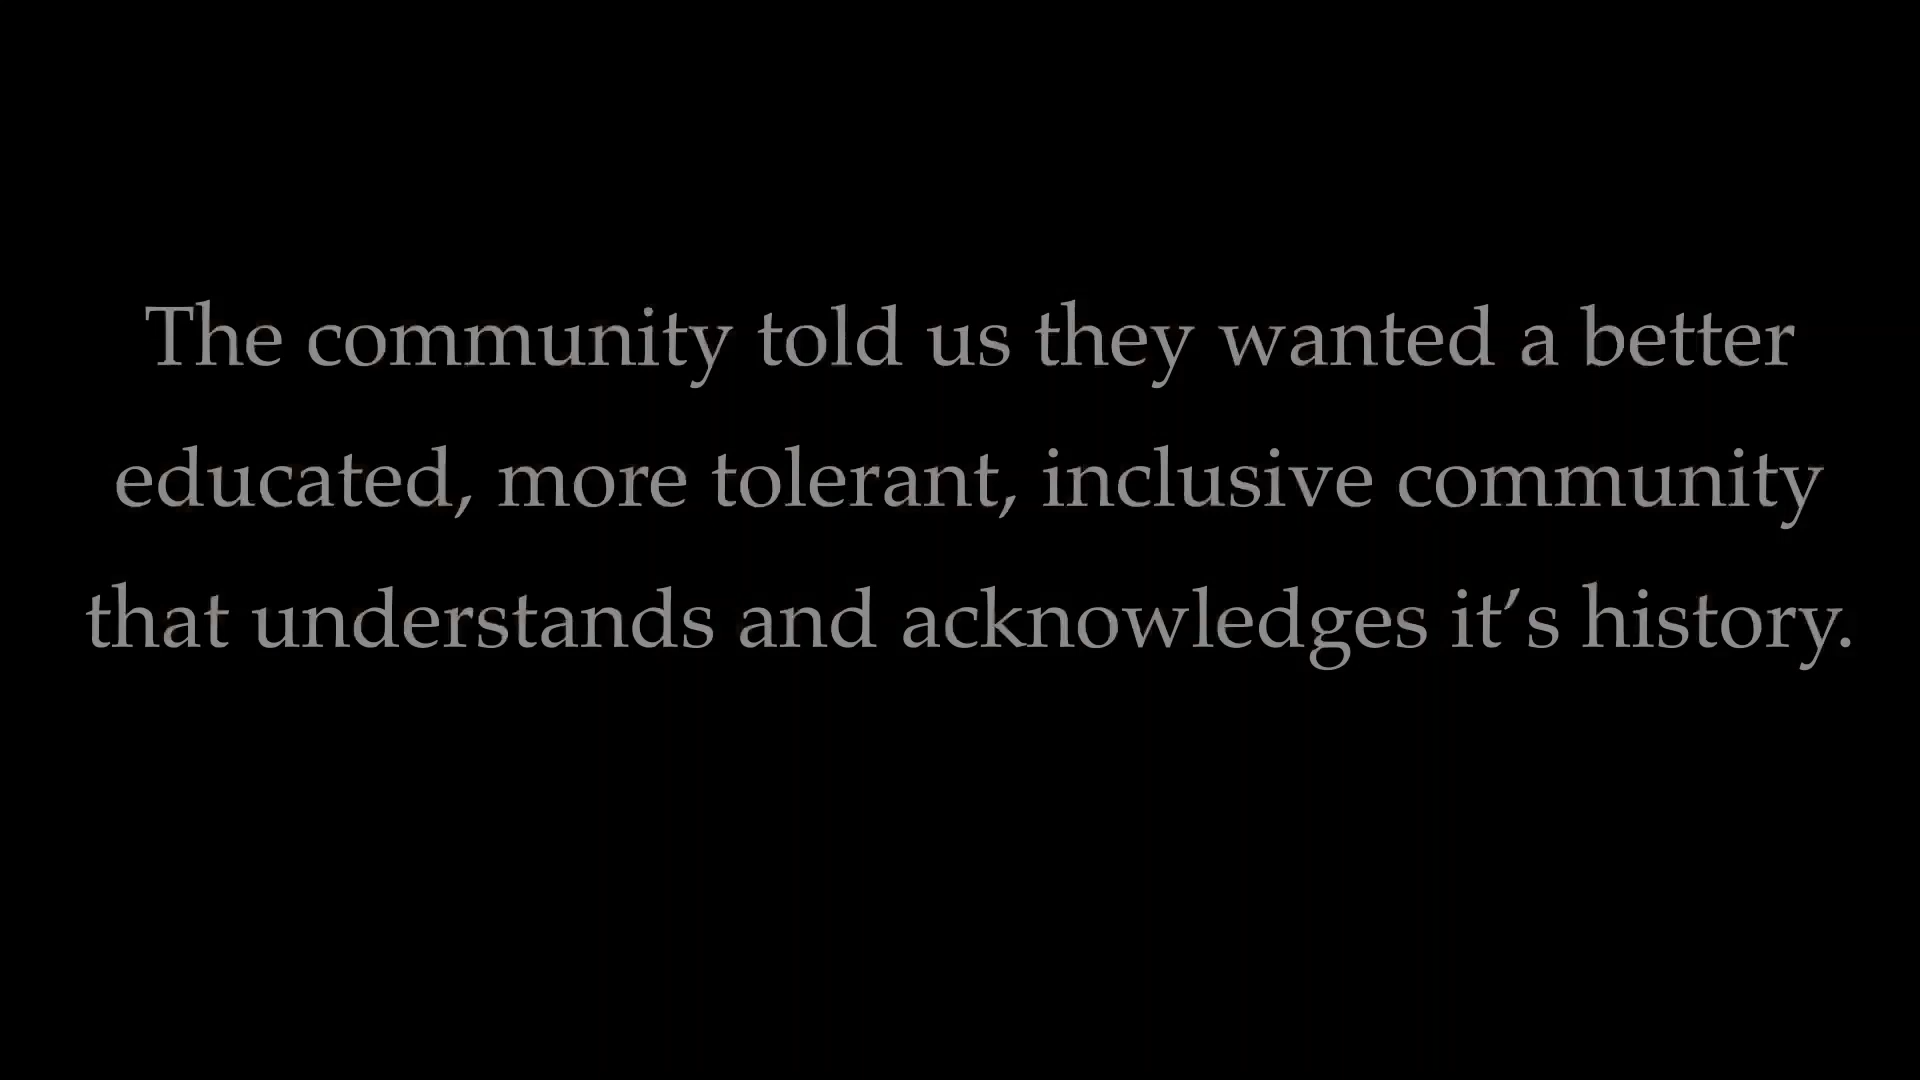 The community told us they wanted a better
educated, more tolerant, inclusive community
that understands and acknowledges it’s history.